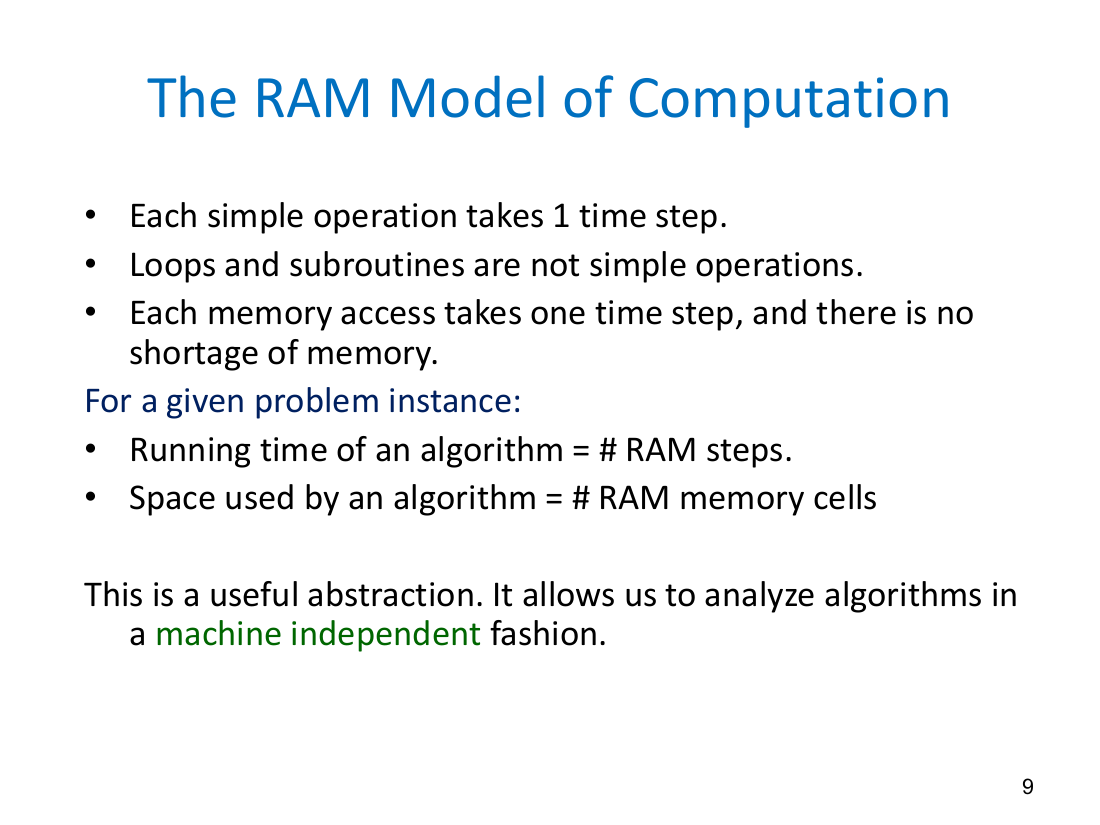 The RAM Model of Computation
• Each simple operation takes 1 time step.
• Loops and subroutines are not simple operations.
• Each memory access takes one time step, and there is no
shortage of memory.
For a given problem instance:
• Running time of an algorithm = # RAM steps.
• Space used by an algorithm = # RAM memory cells
This is a useful abstraction. It allows us to analyze algorithms in
a machine independent fashion.
9